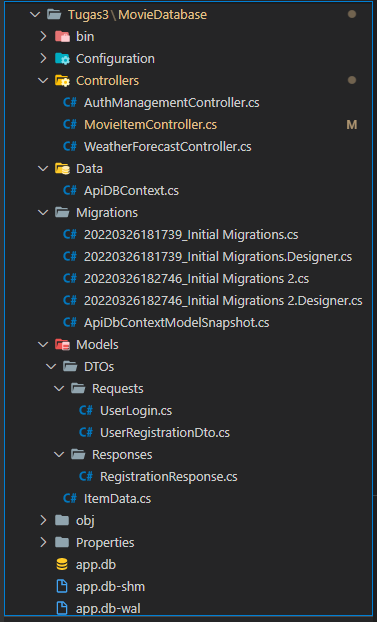 Tugas3\MovieDatabase
bin
Configuration
Controllers
C# AuthManagementController.cs
C# MovieItemController.cs M
C# WeatherForecastController.cs
Data
C# ApiDBContext.cs
Migrations
C# 20220326181739_Initial Migrations.cs
C# 20220326181739_Initial Migrations.Designer.cs
C# 20220326182746_Initial Migrations 2.cs
C# 20220326182746_Initial Migrations 2.Designer.cs
C# ApiDbContextModelSnapshot.cs
Models
DTOs
Requests
C# UserLogin.cs
C# UserRegistrationDto.cs
Responses
C# RegistrationResponse.cs
C# ItemData.cs
obj
Properties
app.db
app.db-shm
app.db-wal